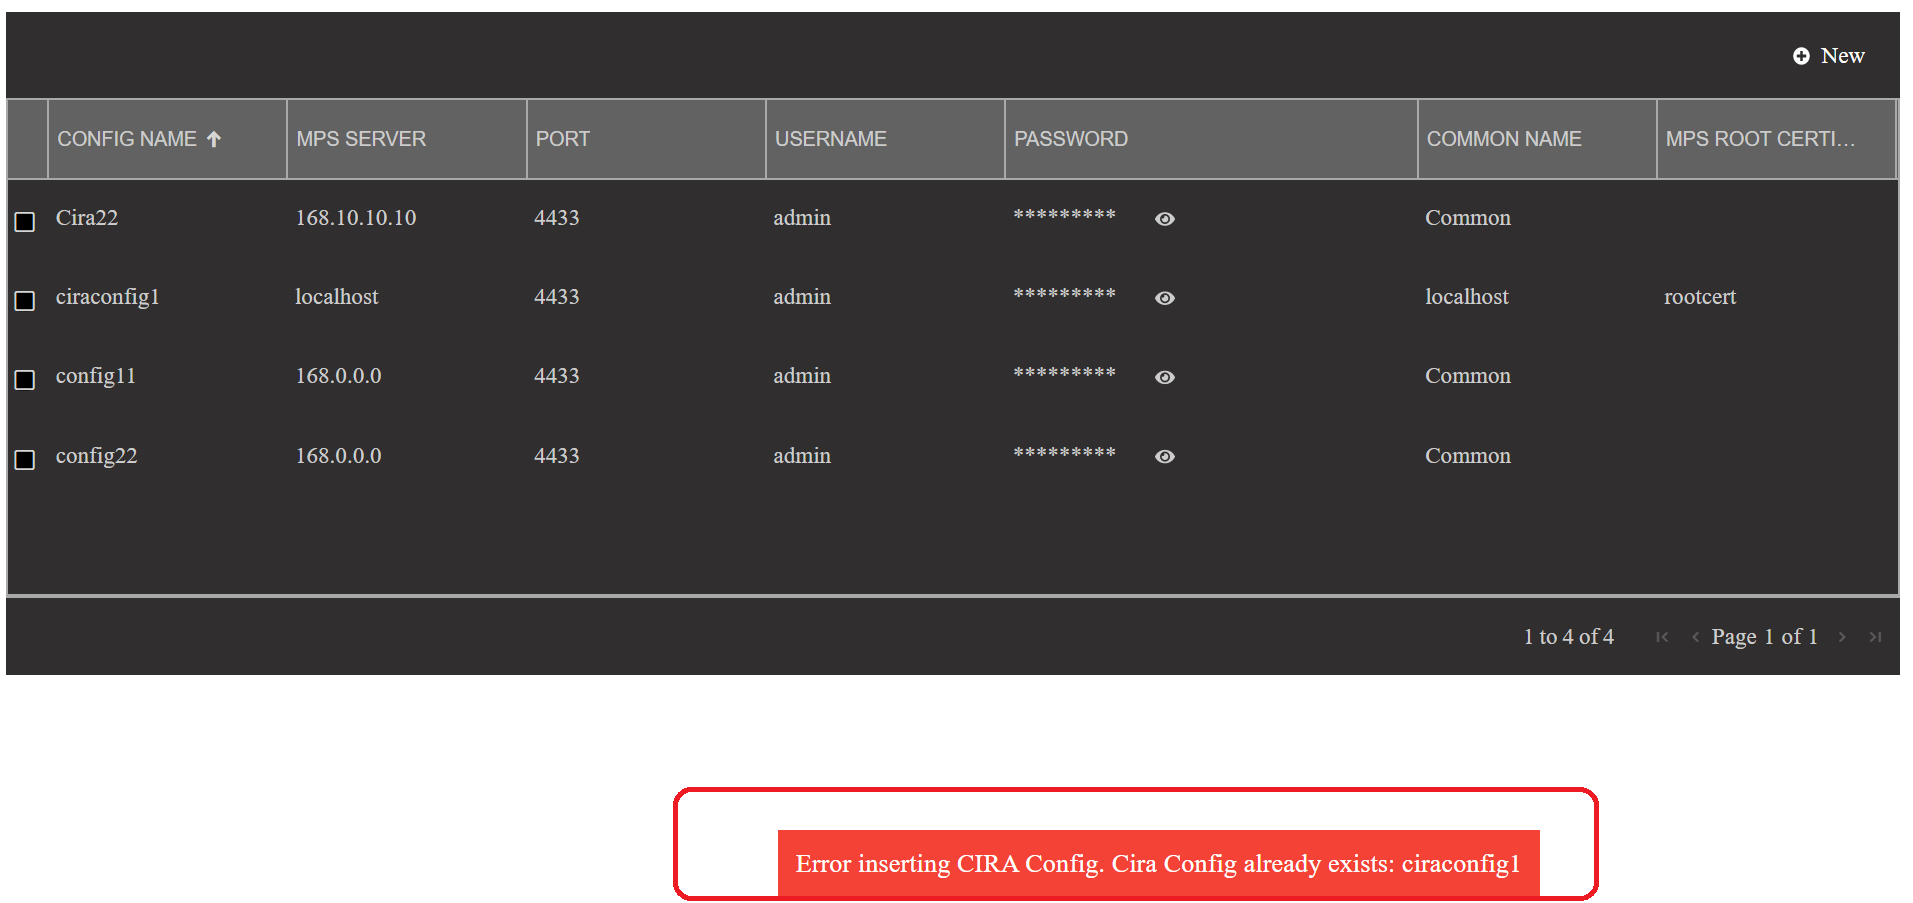 New
CONFIG NAME MPS SERVER PORT USERNAME PASSWORD COMMON NAME MPS ROOT CERTI...
Cira22 168.10.10.10 4433 admin ********* Common
ciraconfig1 localhost 4433 admin ********* localhost rootcert
config11 168.0.0.0 4433 admin ********* Common
config22 168.0.0.0 4433 admin ********* Common
1 to 4 of 4 Page 1 of 1
Error inserting CIRA Config. Cira Config already exists: ciraconfig1